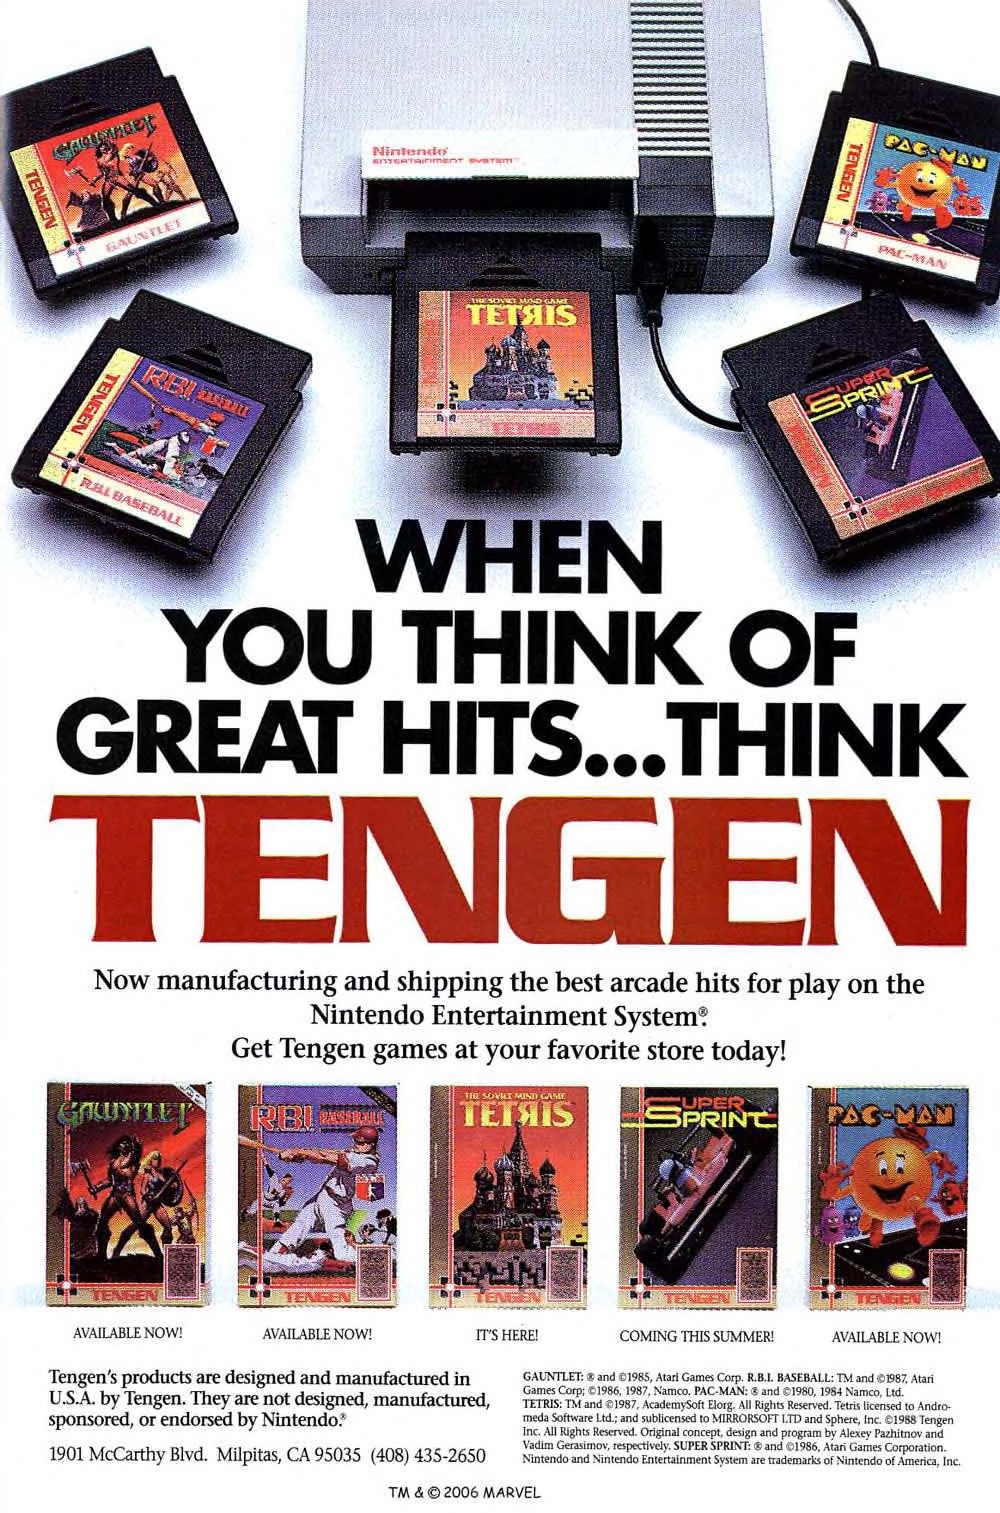 GAUNTLET
TENGEN
GAUNTLET
Nintendo®
ENTERTAINMENT SYSTEM™
PAC-MAN
TENGEN
PAC-MAN
R.B.I. BASEBALL
TENGEN
R.B.I. BASEBALL
THE SOVIET MIND GAME
TETЯIS
TETRIS
SUPER
SPRINT
TENGEN
SUPER SPRINT
WHEN
YOU THINK OF
GREAT HITS...THINK
TENGEN
Now manufacturing and shipping the best arcade hits for play on the
Nintendo Entertainment System®.
Get Tengen games at your favorite store today!
GAUNTLET
TENGEN
R.B.I. BASEBALL
TENGEN
THE SOVIET MIND GAME
TETЯIS
TENGEN
SUPER
SPRINT
TENGEN
PAC-MAN
TENGEN
AVAILABLE NOW!
AVAILABLE NOW!
IT'S HERE!
COMING THIS SUMMER!
AVAILABLE NOW!
Tengen's products are designed and manufactured in
U.S.A. by Tengen. They are not designed, manufactured,
sponsored, or endorsed by Nintendo.®
1901 McCarthy Blvd. Milpitas, CA 95035 (408) 435-2650
GAUNTLET: ® and ©1985, Atari Games Corp. R.B.I. BASEBALL: TM and ©1987, Atari
Games Corp; ©1986, 1987, Namco. PAC-MAN: ® and ©1980, 1984 Namco, Ltd.
TETRIS: TM and ©1987, AcademySoft Elorg. All Rights Reserved. Tetris licensed to Andro-
meda Software Ltd.; and sublicensed to MIRRORSOFT LTD and Sphere, Inc. ©1988 Tengen
Inc. All Rights Reserved. Original concept, design and program by Alexey Pazhitnov and
Vadim Gerasimov, respectively. SUPER SPRINT: ® and ©1986, Atari Games Corporation.
Nintendo and Nintendo Entertainment System are trademarks of Nintendo of America, Inc.
TM & © 2006 MARVEL